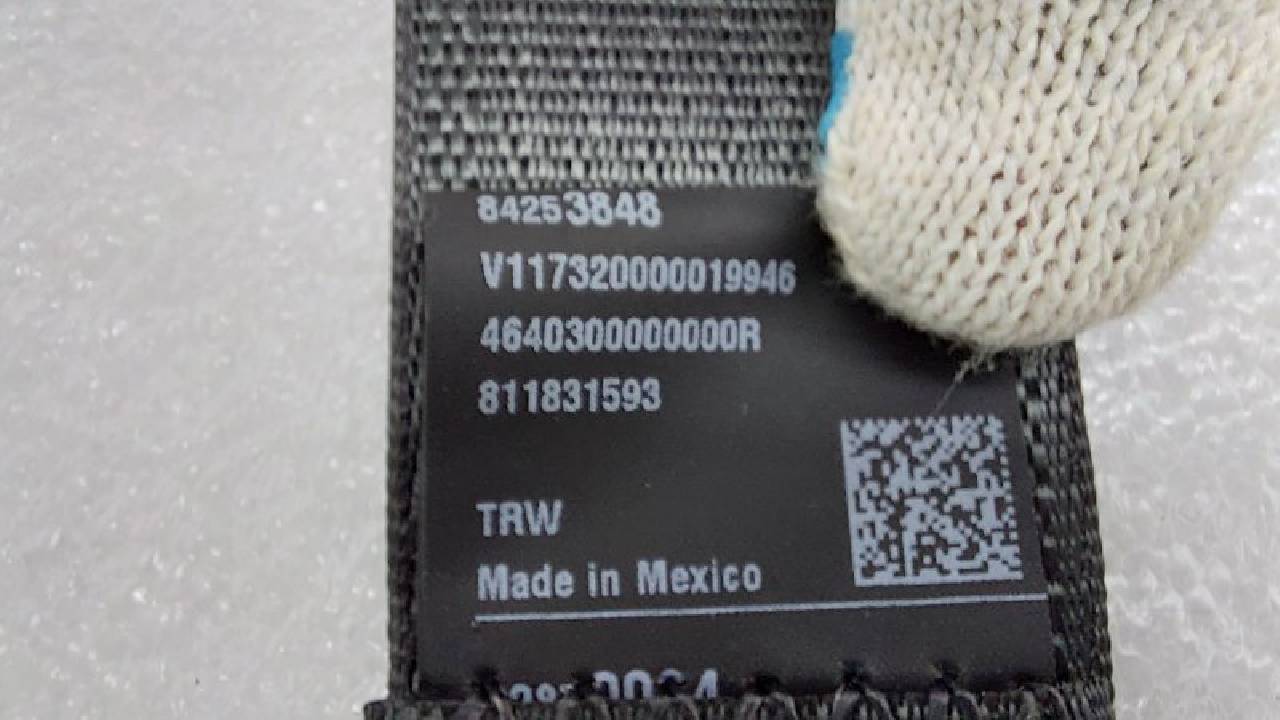 84253848
V117320000019946
4640300000000R
811831593
TRW
Made in Mexico